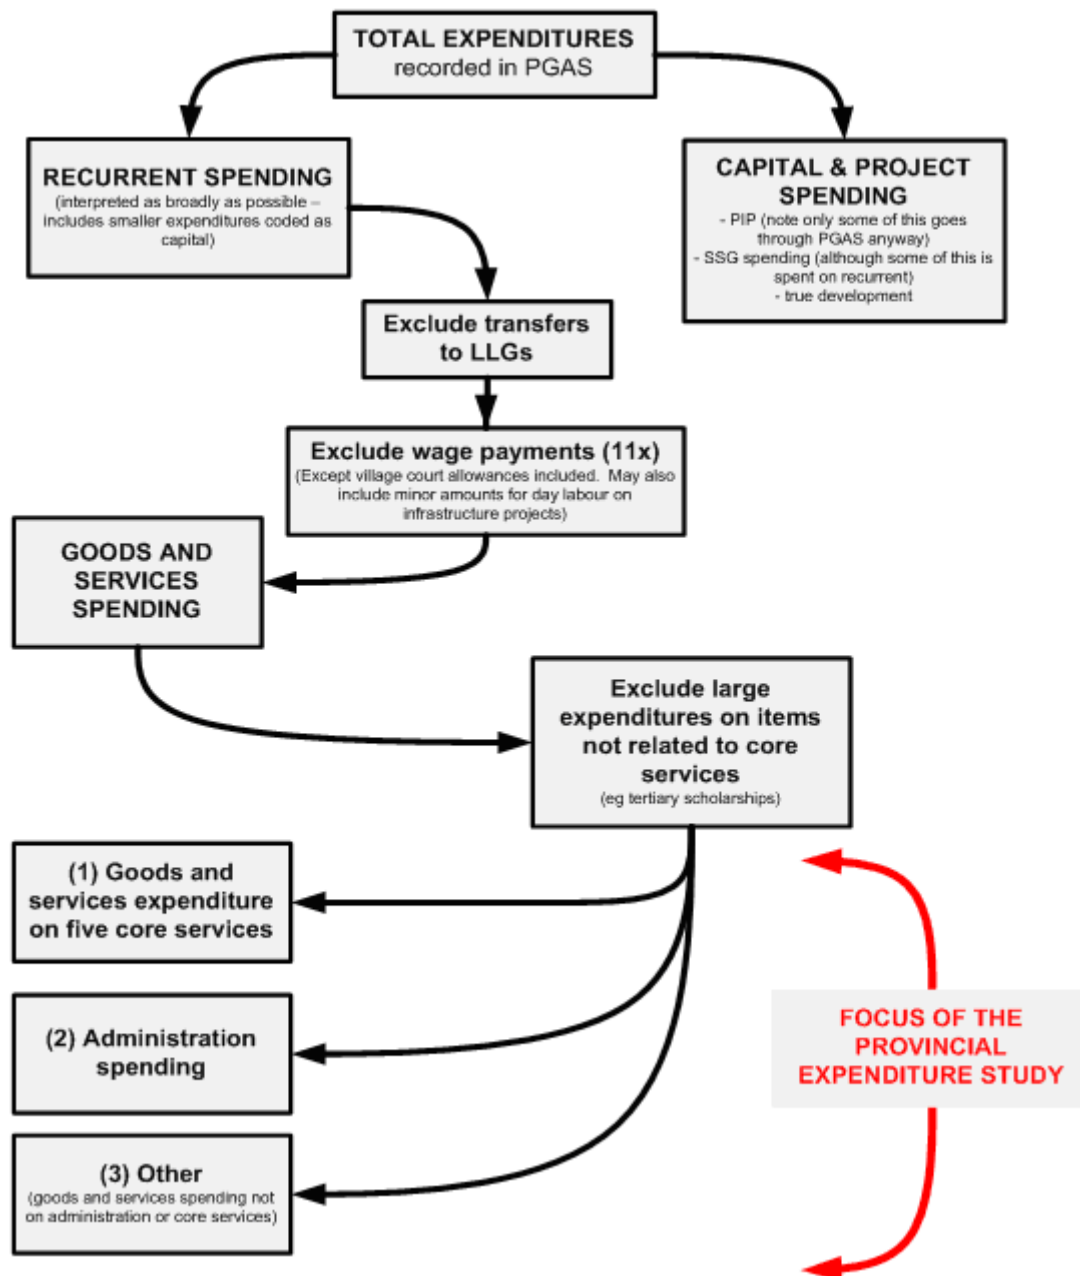 TOTAL EXPENDITURES
recorded in PGAS
RECURRENT SPENDING
(interpreted as broadly as possible –
includes smaller expenditures coded as
capital)
CAPITAL & PROJECT
SPENDING
- PIP (note only some of this goes
through PGAS anyway)
- SSG spending (although some of this is
spent on recurrent)
- true development
Exclude transfers
to LLGs
Exclude wage payments (11x)
(Except village court allowances included.  May also
include minor amounts for day labour on
infrastructure projects)
GOODS AND
SERVICES
SPENDING
Exclude large
expenditures on items
not related to core
services
(eg tertiary scholarships)
(1) Goods and
services expenditure
on five core services
(2) Administration
spending
(3) Other
(goods and services spending not
on administration or core services)
FOCUS OF THE
PROVINCIAL
EXPENDITURE STUDY